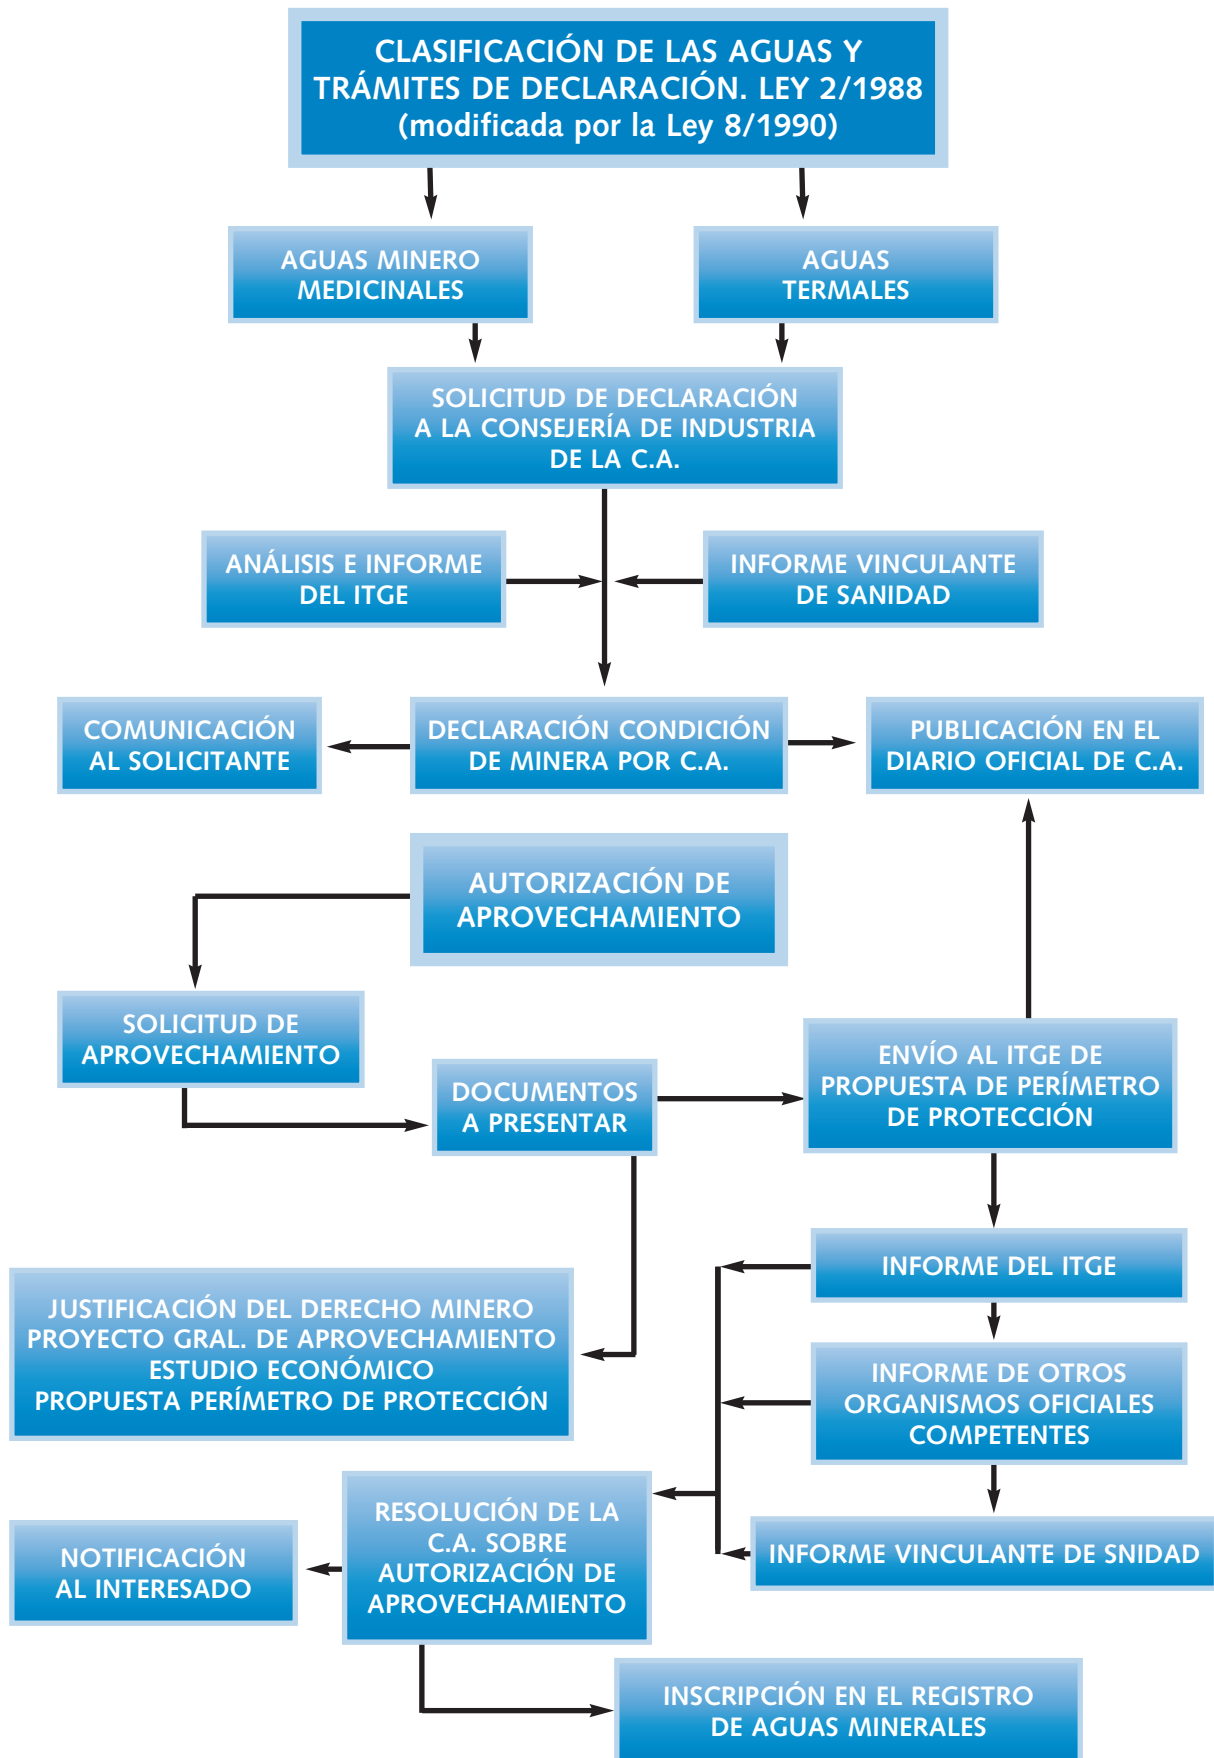 CLASIFICACIÓN DE LAS AGUAS Y
TRÁMITES DE DECLARACIÓN. LEY 2/1988
(modificada por la Ley 8/1990)
AGUAS MINERO
MEDICINALES
AGUAS
TERMALES
SOLICITUD DE DECLARACIÓN
A LA CONSEJERÍA DE INDUSTRIA
DE LA C.A.
ANÁLISIS E INFORME
DEL ITGE
INFORME VINCULANTE
DE SANIDAD
COMUNICACIÓN
AL SOLICITANTE
DECLARACIÓN CONDICIÓN
DE MINERA POR C.A.
PUBLICACIÓN EN EL
DIARIO OFICIAL DE C.A.
AUTORIZACIÓN DE
APROVECHAMIENTO
SOLICITUD DE
APROVECHAMIENTO
DOCUMENTOS
A PRESENTAR
ENVÍO AL ITGE DE
PROPUESTA DE PERÍMETRO
DE PROTECCIÓN
INFORME DEL ITGE
JUSTIFICACIÓN DEL DERECHO MINERO
PROYECTO GRAL. DE APROVECHAMIENTO
ESTUDIO ECONÓMICO
PROPUESTA PERÍMETRO DE PROTECCIÓN
INFORME DE OTROS
ORGANISMOS OFICIALES
COMPETENTES
RESOLUCIÓN DE LA
C.A. SOBRE
AUTORIZACIÓN DE
APROVECHAMIENTO
INFORME VINCULANTE DE SNIDAD
NOTIFICACIÓN
AL INTERESADO
INSCRIPCIÓN EN EL REGISTRO
DE AGUAS MINERALES